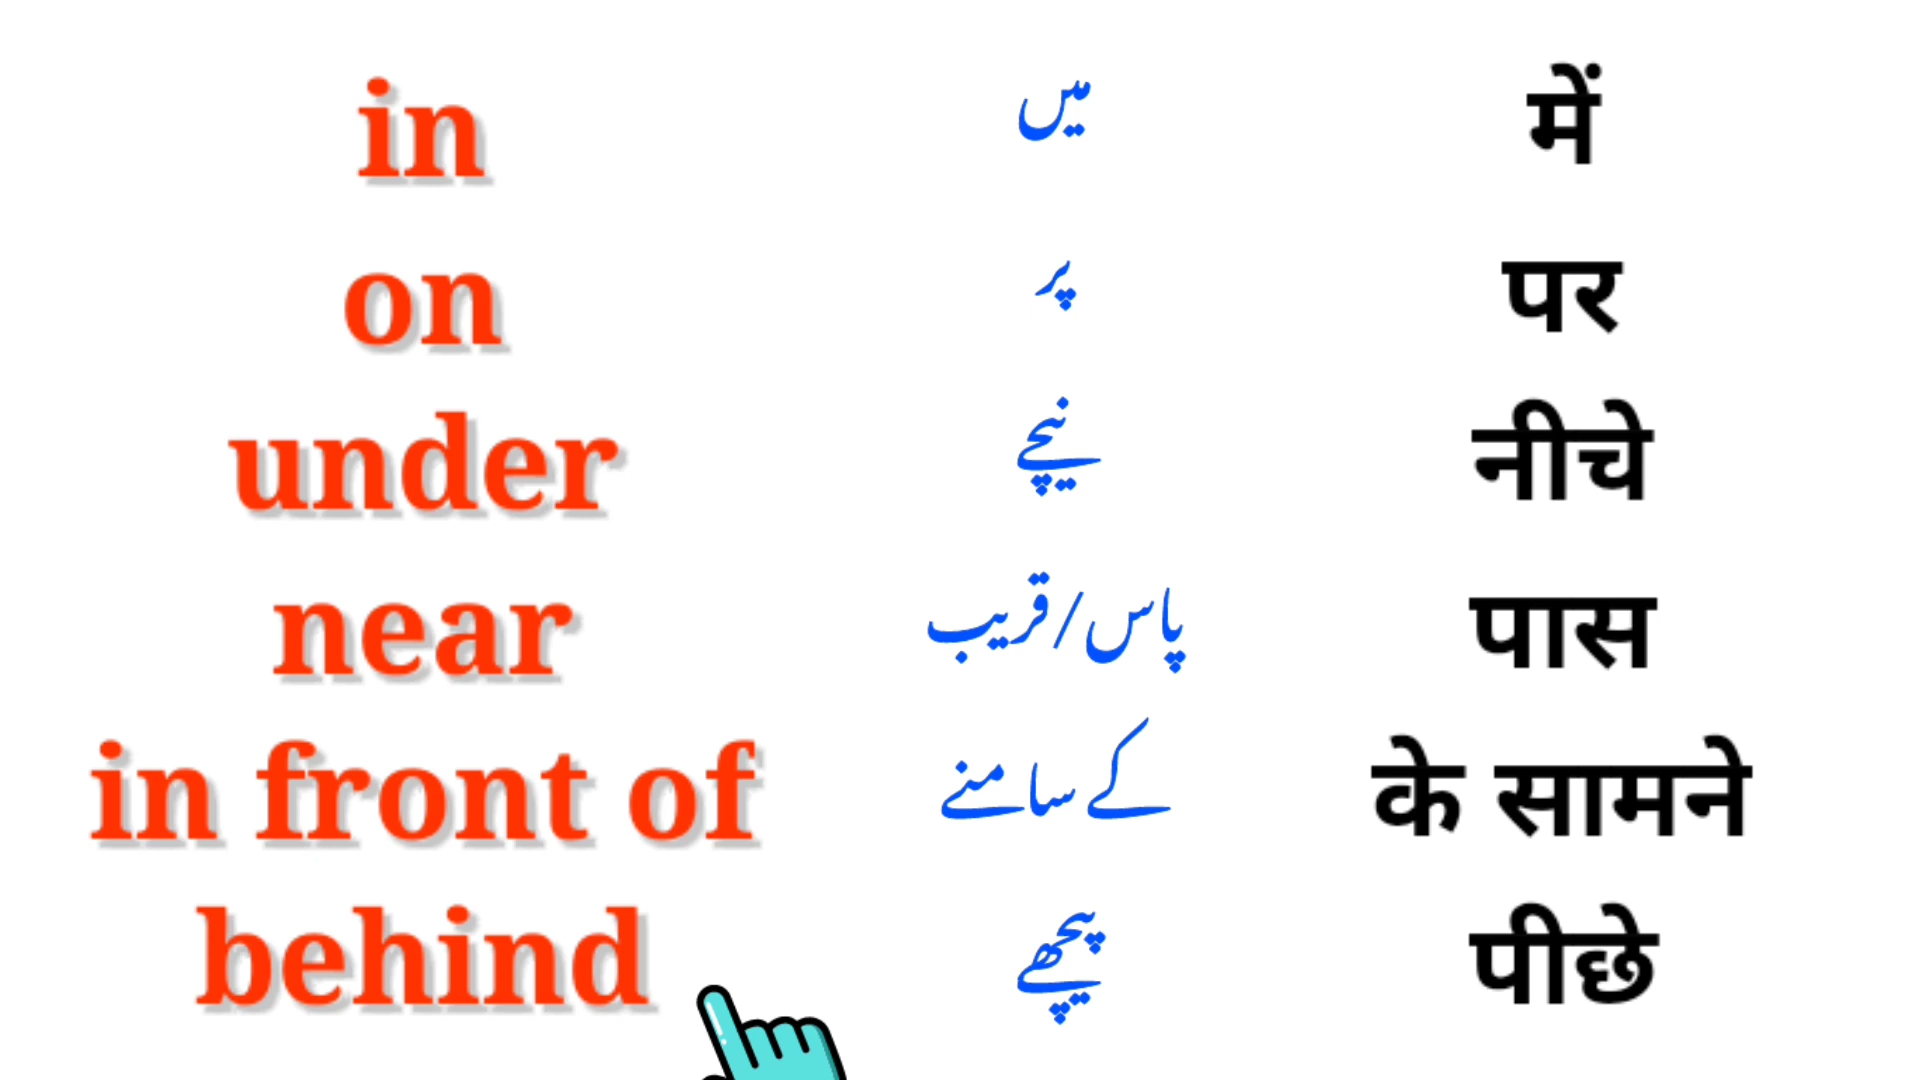 in میں में
on پر पर
under نیچے नीचे
near پاس/قریب पास
in front of کے سامنے के सामने
behind پیچھے पीछे